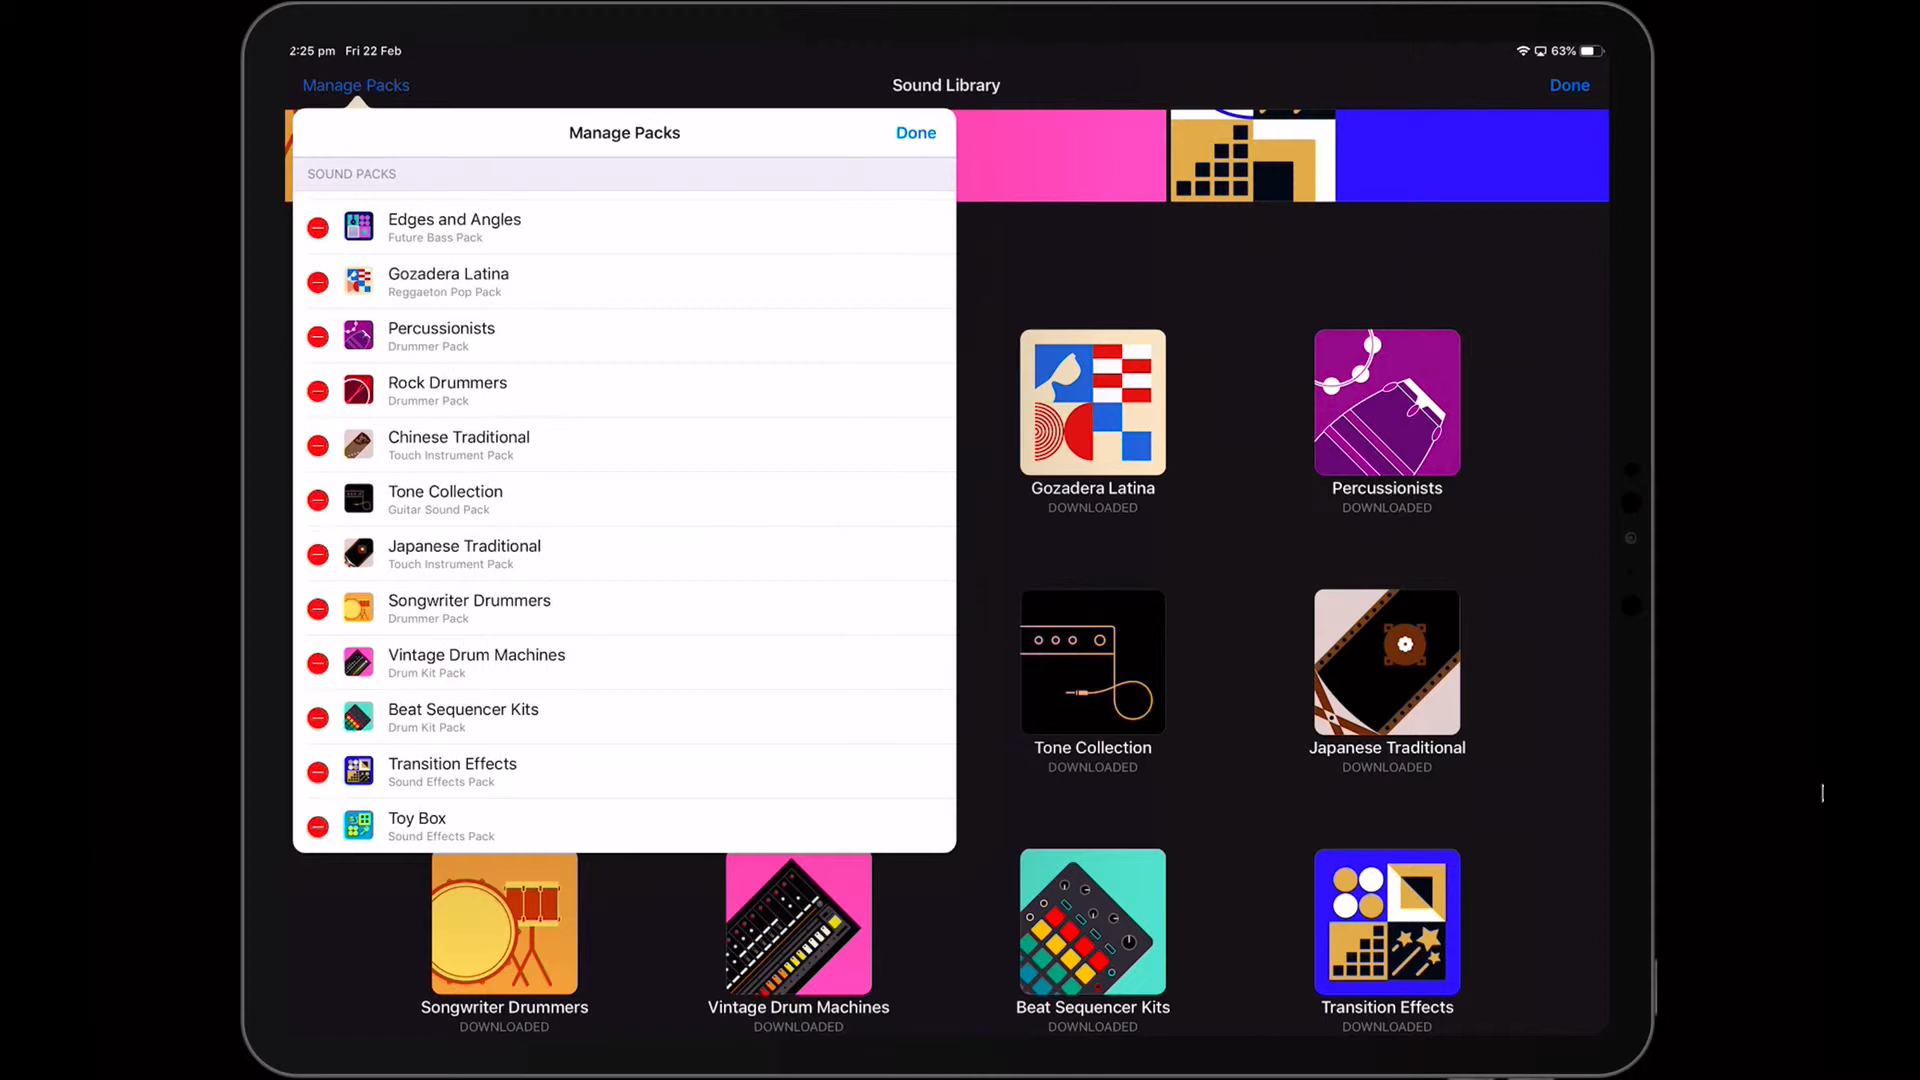 2:25 pm Fri 22 Feb
63%
Manage Packs
Sound Library
Done
Manage Packs
Done
SOUND PACKS
Edges and Angles
Future Bass Pack
Gozadera Latina
Reggaeton Pop Pack
Percussionists
Drummer Pack
Rock Drummers
Drummer Pack
Chinese Traditional
Touch Instrument Pack
Tone Collection
Guitar Sound Pack
Japanese Traditional
Touch Instrument Pack
Songwriter Drummers
Drummer Pack
Vintage Drum Machines
Drum Kit Pack
Beat Sequencer Kits
Drum Kit Pack
Transition Effects
Sound Effects Pack
Toy Box
Sound Effects Pack
Gozadera Latina
DOWNLOADED
Percussionists
DOWNLOADED
Tone Collection
DOWNLOADED
Japanese Traditional
DOWNLOADED
Songwriter Drummers
DOWNLOADED
Vintage Drum Machines
DOWNLOADED
Beat Sequencer Kits
DOWNLOADED
Transition Effects
DOWNLOADED